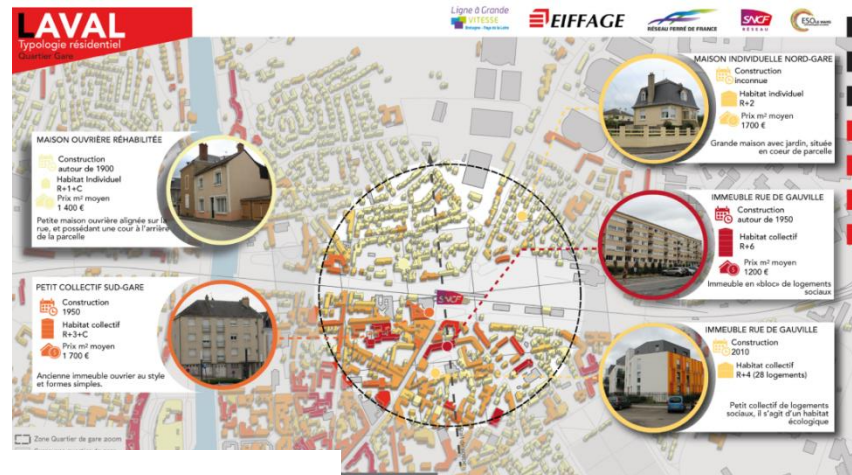 LAVAL
Typologie résidentiel
Quartier Gare
Ligne à Grande
VITESSE
Bretagne - Pays de la Loire
EIFFAGE
RÉSEAU FERRÉ DE FRANCE
SNCF
RÉSEAU
ESO
MAISON OUVRIÈRE RÉHABILITÉE
Construction
autour de 1900
Habitat Individuel
R+1+C
Prix m² moyen
1 400 €
Petite maison ouvrière alignée sur la
rue, et possédant une cour à l'arrière
de la parcelle
PETIT COLLECTIF SUD-GARE
Construction
1950
Habitat collectif
R+3+C
Prix m² moyen
1 700 €
Ancienne immeuble ouvrier au style
et formes simples.
Zone Quartier de gare zoom
SNCF
MAISON INDIVIDUELLE NORD-GARE
Construction
inconnue
Habitat individuel
R+2
Prix m² moyen
1700 €
Grande maison avec jardin, située
en coeur de parcelle
IMMEUBLE RUE DE GAUVILLE
Construction
autour de 1950
Habitat collectif
R+6
Prix m² moyen
1200 €
Immeuble en «bloc» de logements
sociaux
IMMEUBLE RUE DE GAUVILLE
Construction
2010
Habitat collectif
R+4 (28 logements)
Petit collectif de logements
sociaux, il s'agit d'un habitat
écologique